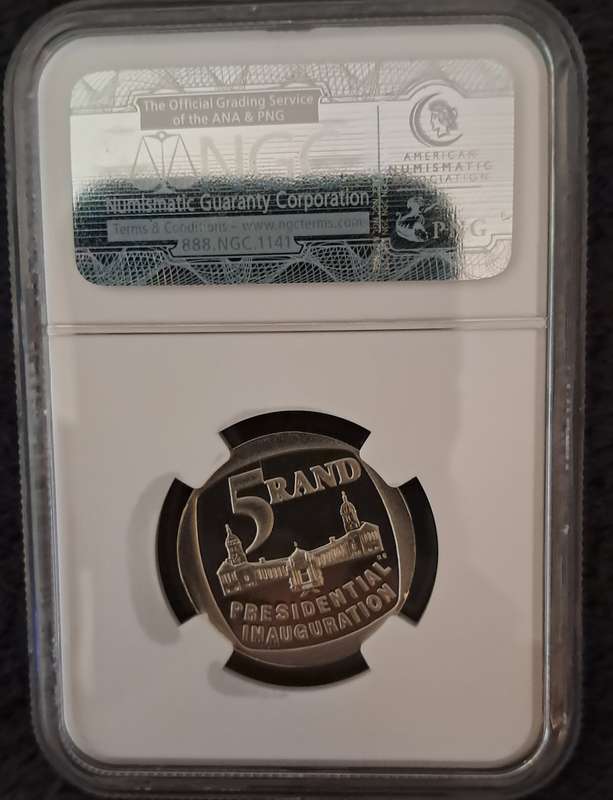 The Official Grading Service
of the ANA & PNG
NGC
Numismatic Guaranty Corporation
Terms & Conditions - www.ngcterms.com
888.NGC.1141
AMERICAN
NUMISMATIC
ASSOCIATION
PNG
5 RAND
PRESIDENTIAL
INAUGURATION